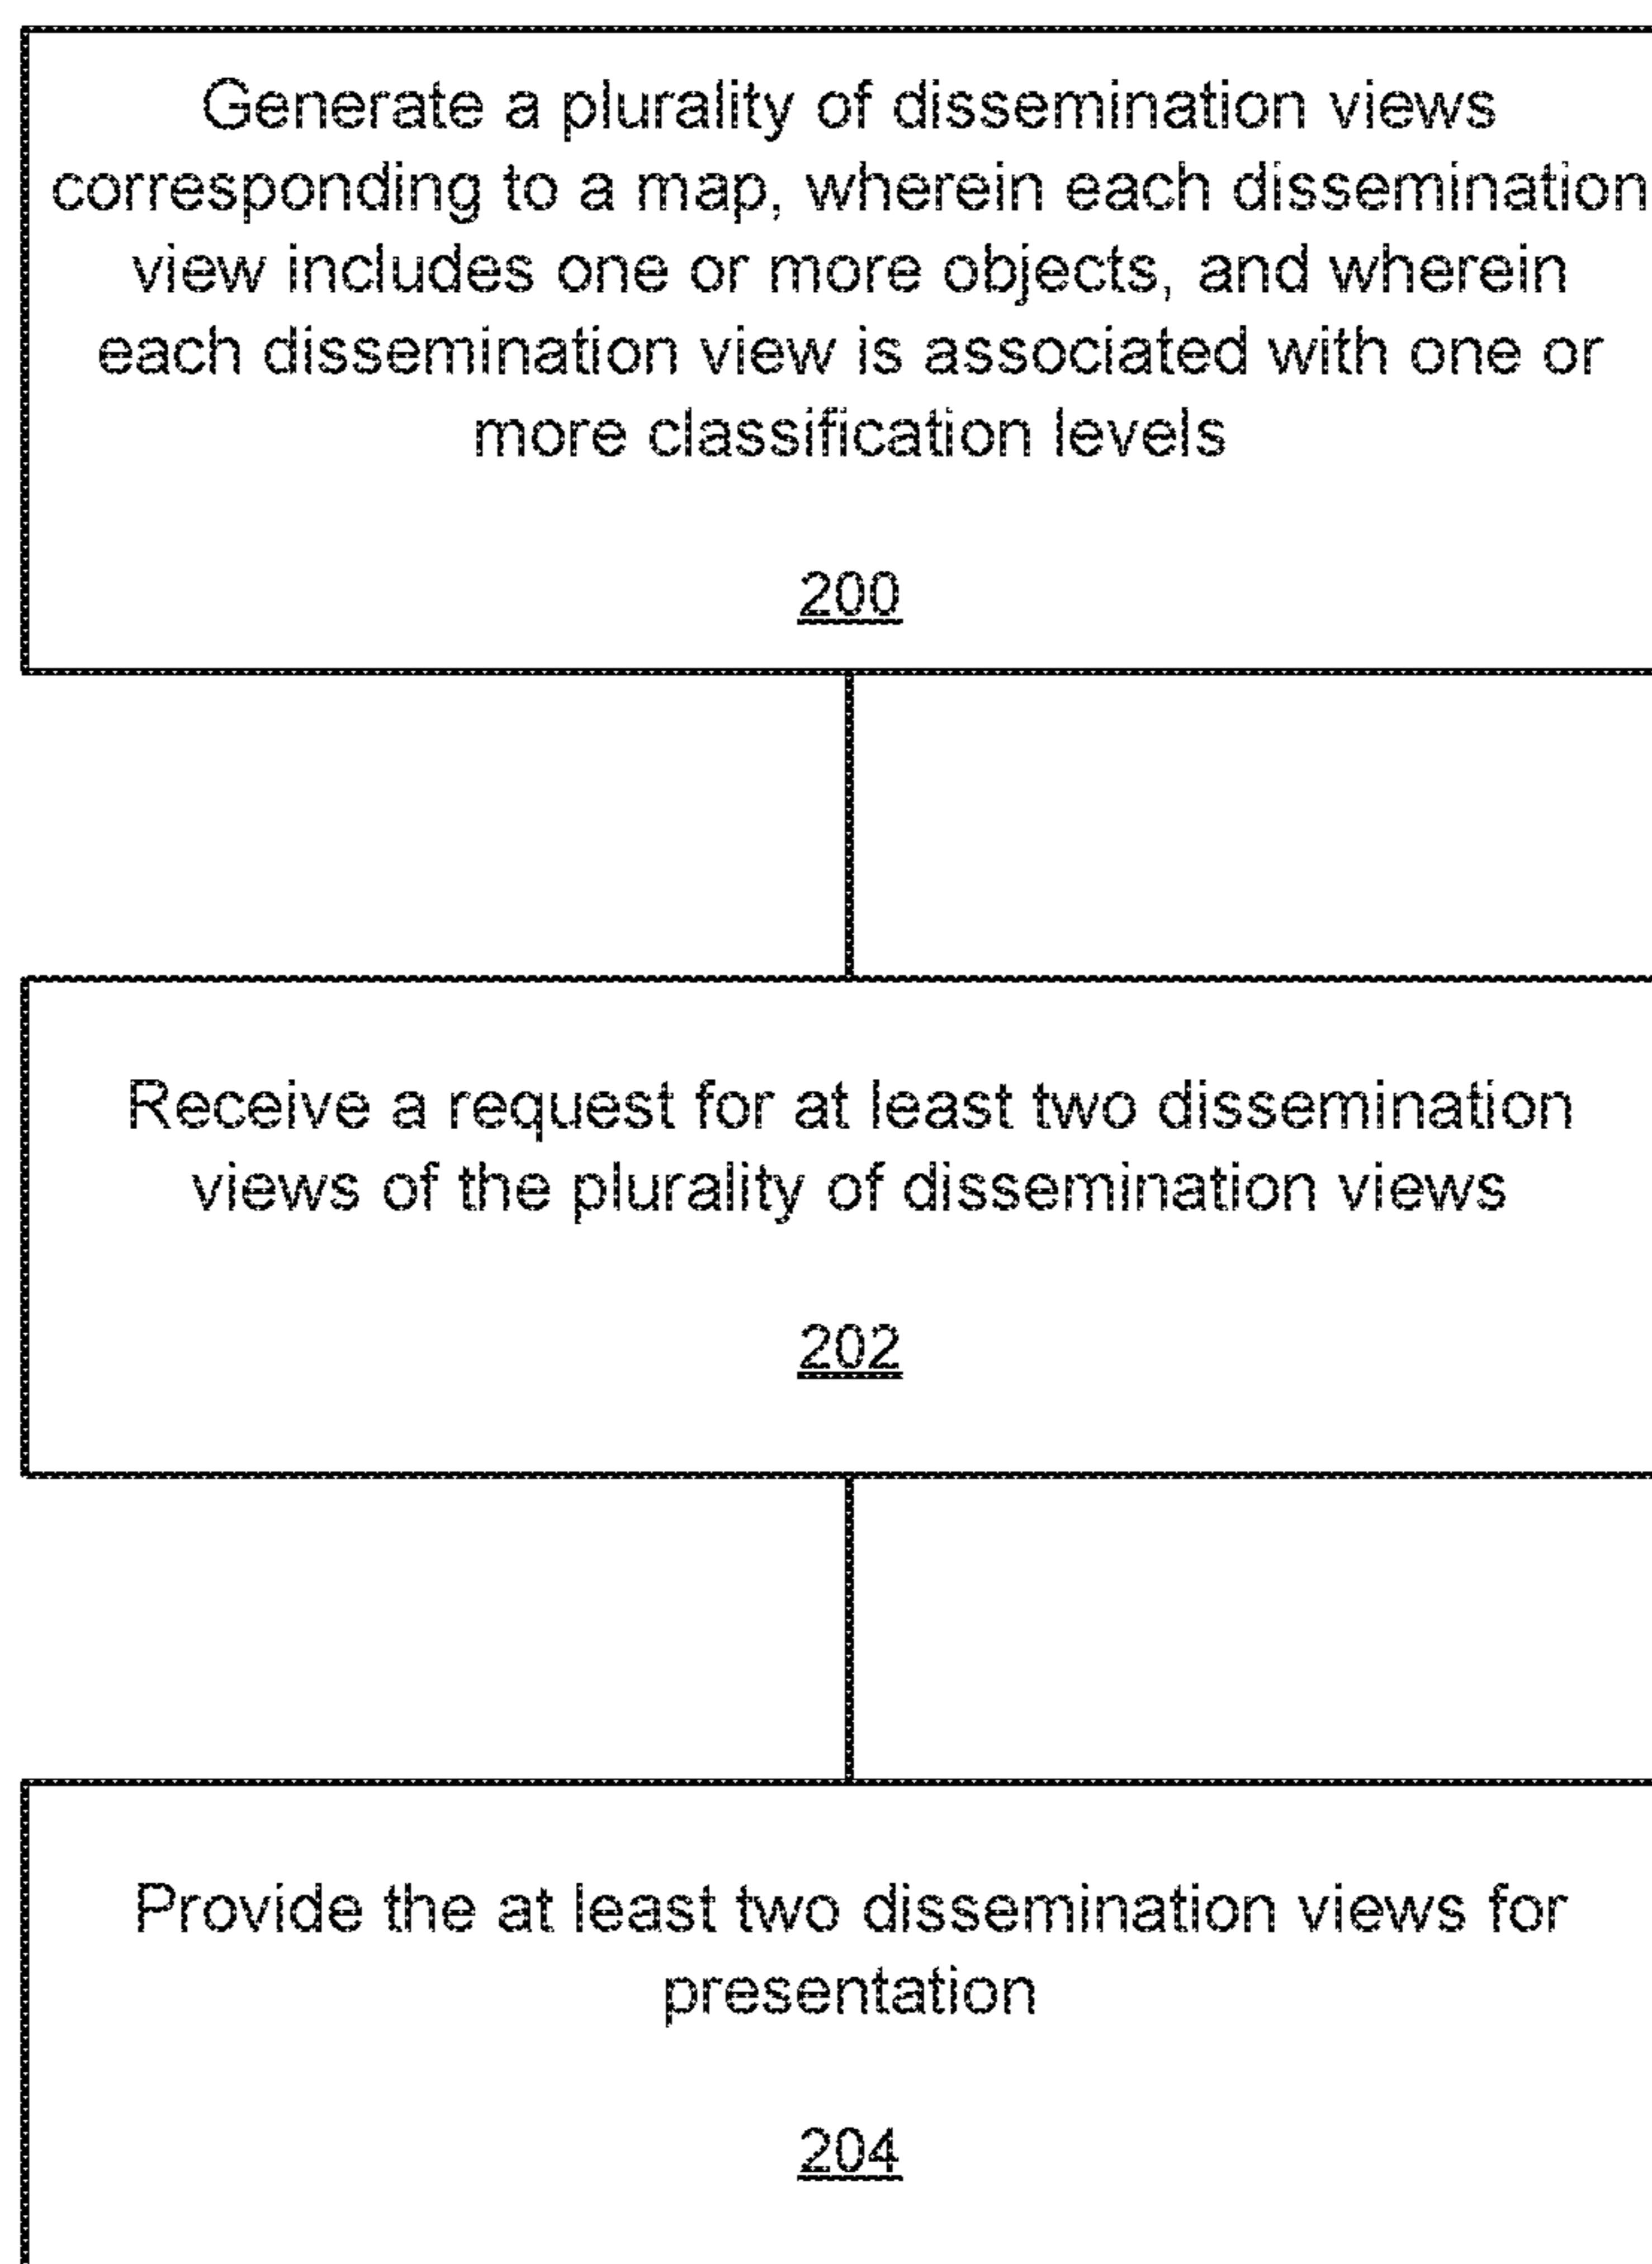 Generate a plurality of dissemination views
corresponding to a map, wherein each dissemination
view includes one or more objects, and wherein
each dissemination view is associated with one or
more classification levels
200
Receive a request for at least two dissemination
views of the plurality of dissemination views
202
Provide the at least two dissemination views for
presentation
204